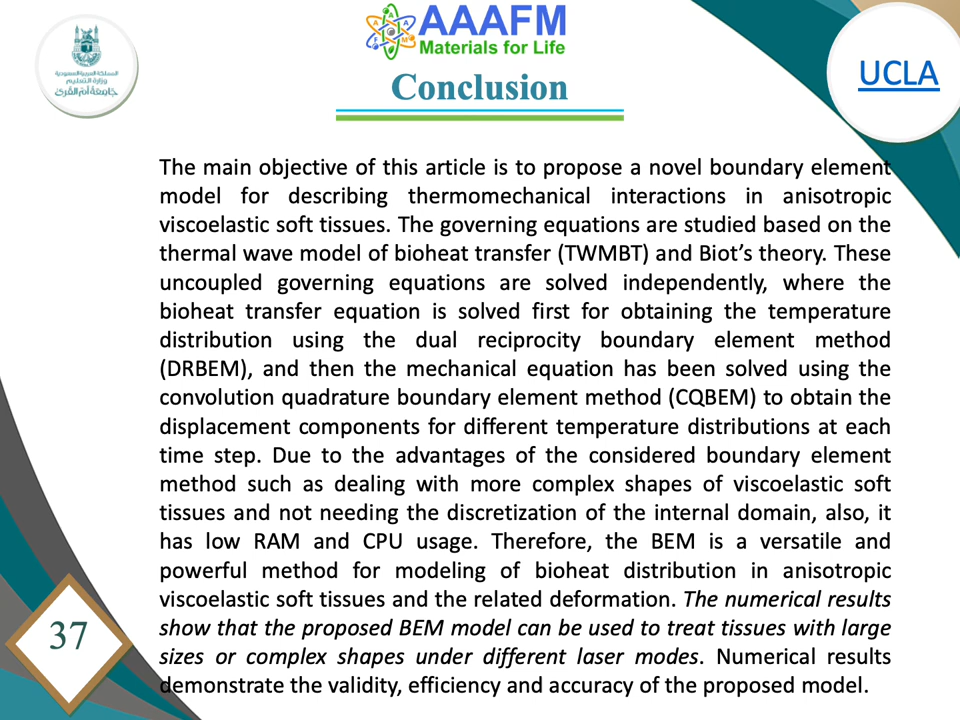 AAAFM
Materials for Life
المملكة العربية السعودية
وزارة التعليم
جامعة أم القرى
Conclusion
UCLA
The main objective of this article is to propose a novel boundary element
model for describing thermomechanical interactions in anisotropic
viscoelastic soft tissues. The governing equations are studied based on the
thermal wave model of bioheat transfer (TWMBT) and Biot’s theory. These
uncoupled governing equations are solved independently, where the
bioheat transfer equation is solved first for obtaining the temperature
distribution using the dual reciprocity boundary element method
(DRBEM), and then the mechanical equation has been solved using the
convolution quadrature boundary element method (CQBEM) to obtain the
displacement components for different temperature distributions at each
time step. Due to the advantages of the considered boundary element
method such as dealing with more complex shapes of viscoelastic soft
tissues and not needing the discretization of the internal domain, also, it
has low RAM and CPU usage. Therefore, the BEM is a versatile and
powerful method for modeling of bioheat distribution in anisotropic
viscoelastic soft tissues and the related deformation. The numerical results
show that the proposed BEM model can be used to treat tissues with large
sizes or complex shapes under different laser modes. Numerical results
demonstrate the validity, efficiency and accuracy of the proposed model.
37